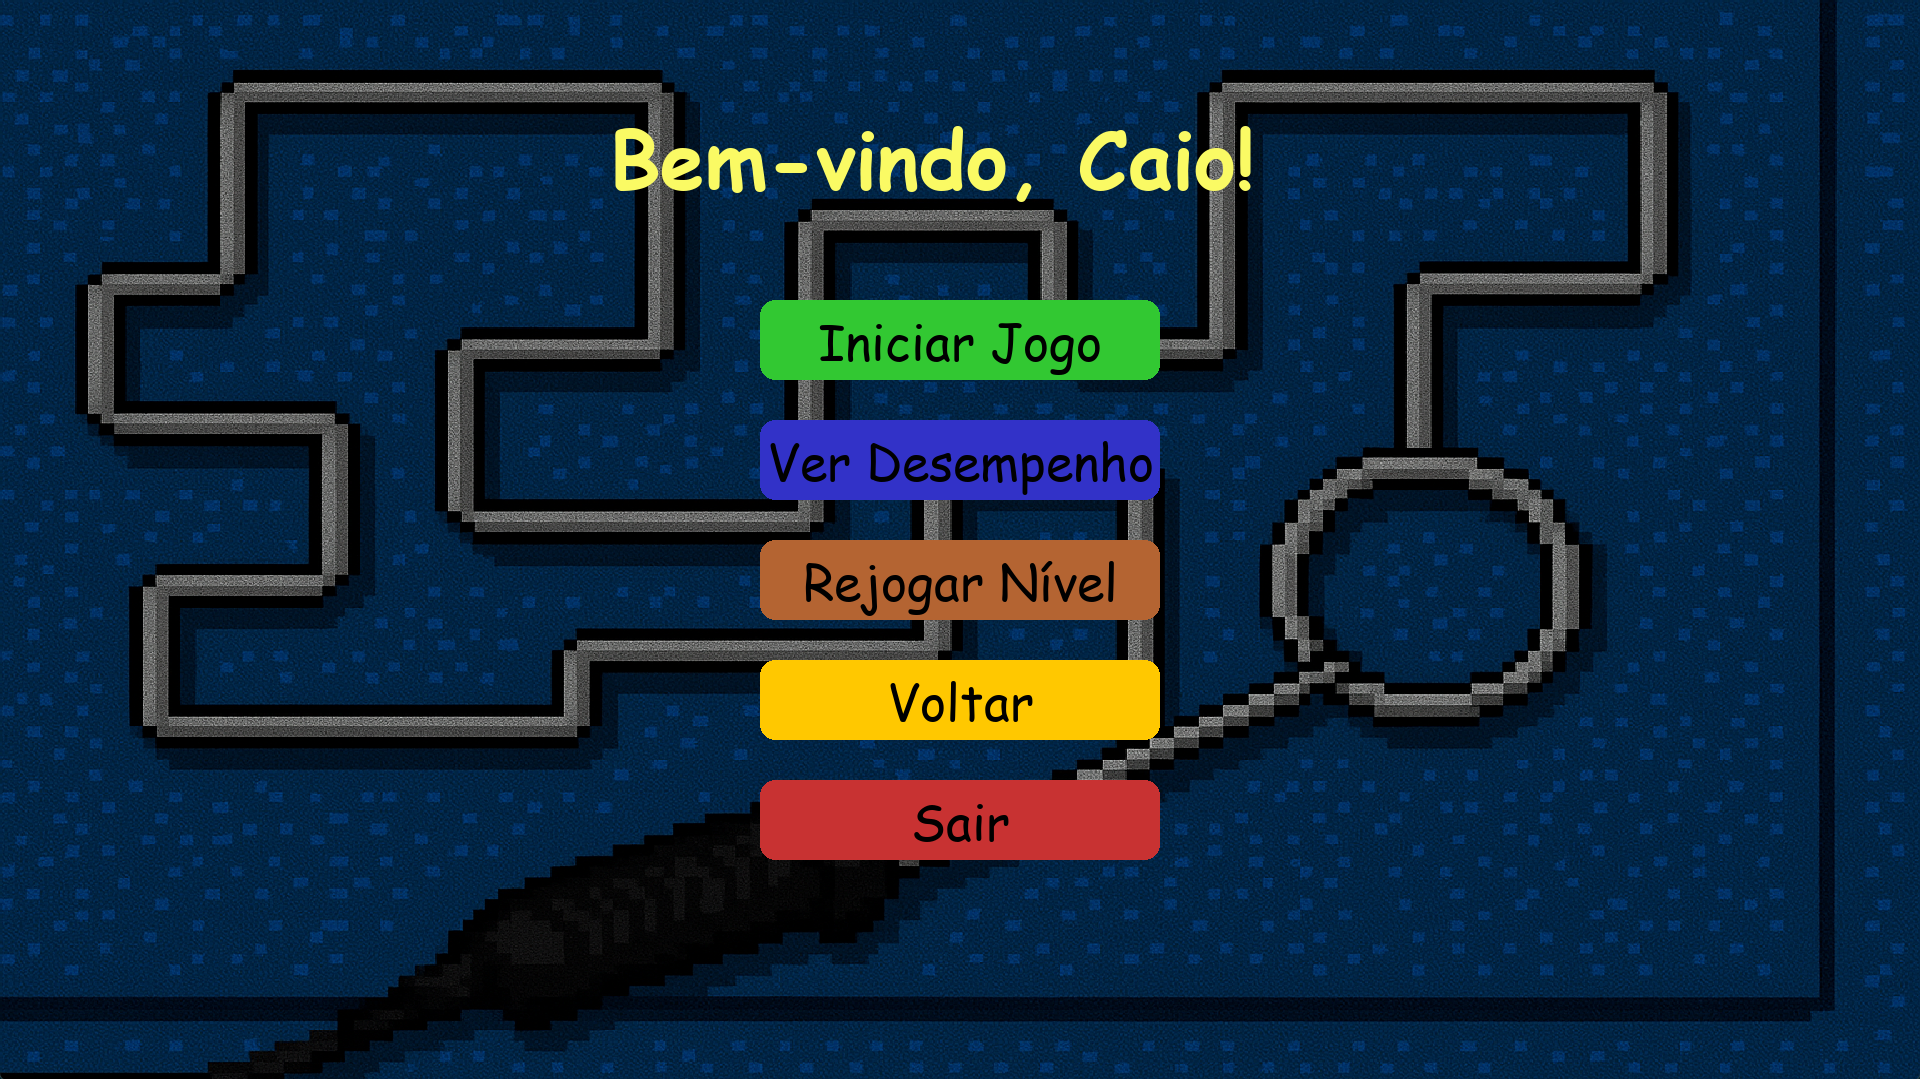 Bem-vindo, Caio!
Iniciar Jogo
Ver Desempenho
Rejogar Nível
Voltar
Sair